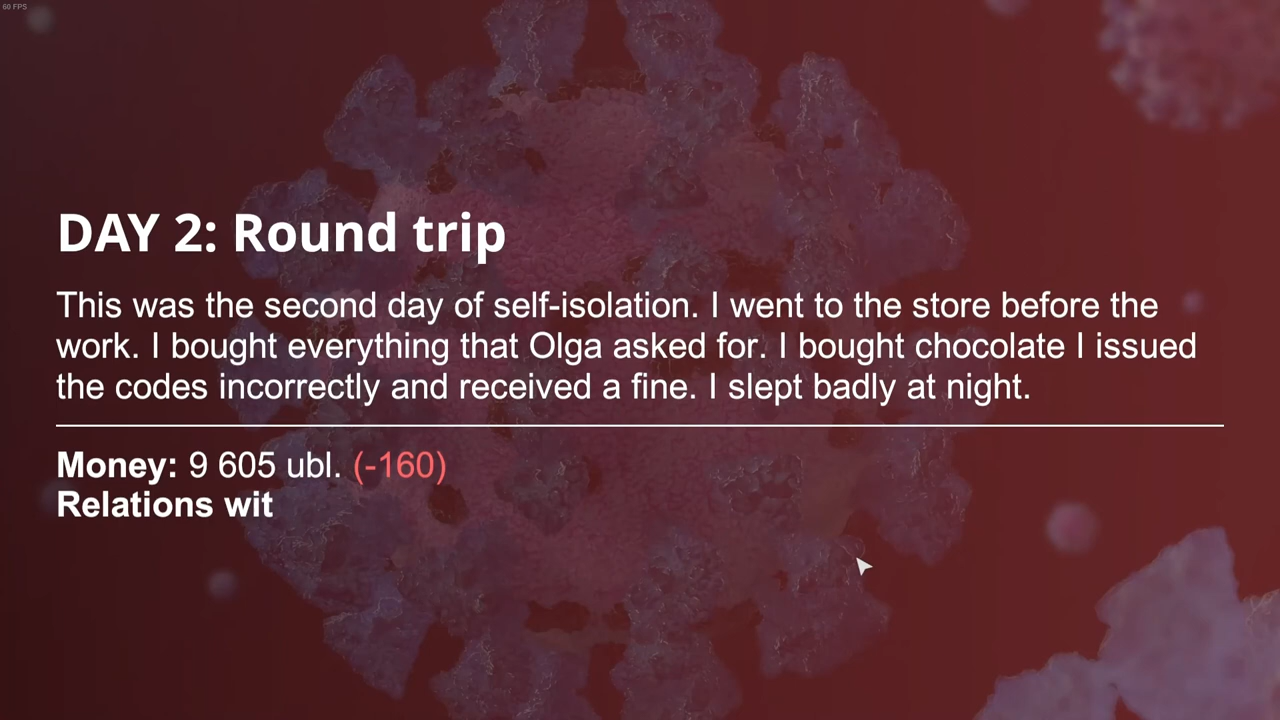 60 FPS
DAY 2: Round trip
This was the second day of self-isolation. I went to the store before the
work. I bought everything that Olga asked for. I bought chocolate I issued
the codes incorrectly and received a fine. I slept badly at night.
Money: 9 605 ubl. (-160)
Relations wit